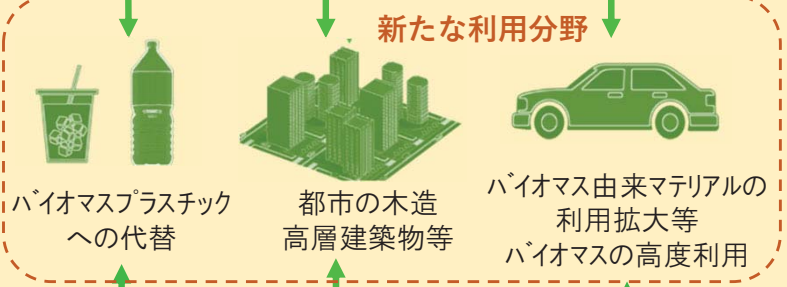 新たな利用分野
バイオマスプラスチック
への代替
都市の木造
高層建築物等
バイオマス由来マテリアルの
利用拡大等
バイオマスの高度利用